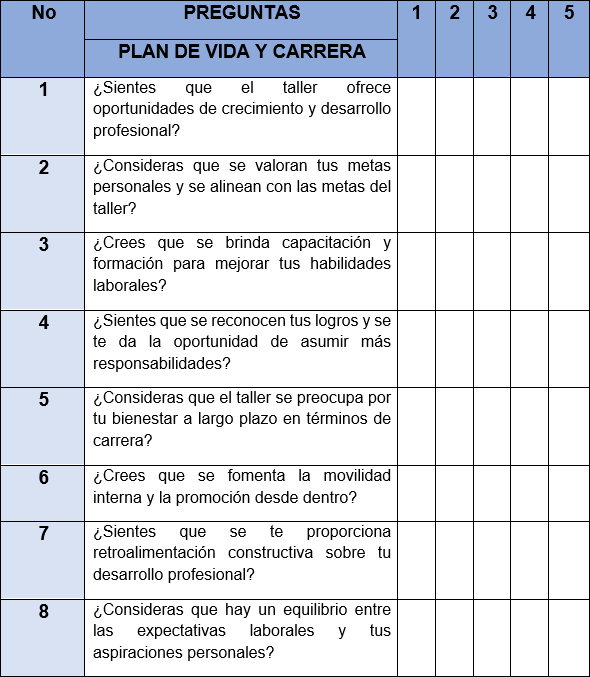 No PREGUNTAS 1 2 3 4 5
PLAN DE VIDA Y CARRERA
1 ¿Sientes que el taller ofrece
oportunidades de crecimiento y desarrollo
profesional?
2 ¿Consideras que se valoran tus metas
personales y se alinean con las metas del
taller?
3 ¿Crees que se brinda capacitación y
formación para mejorar tus habilidades
laborales?
4 ¿Sientes que se reconocen tus logros y se
te da la oportunidad de asumir más
responsabilidades?
5 ¿Consideras que el taller se preocupa por
tu bienestar a largo plazo en términos de
carrera?
6 ¿Crees que se fomenta la movilidad
interna y la promoción desde dentro?
7 ¿Sientes que se te proporciona
retroalimentación constructiva sobre tu
desarrollo profesional?
8 ¿Consideras que hay un equilibrio entre
las expectativas laborales y tus
aspiraciones personales?